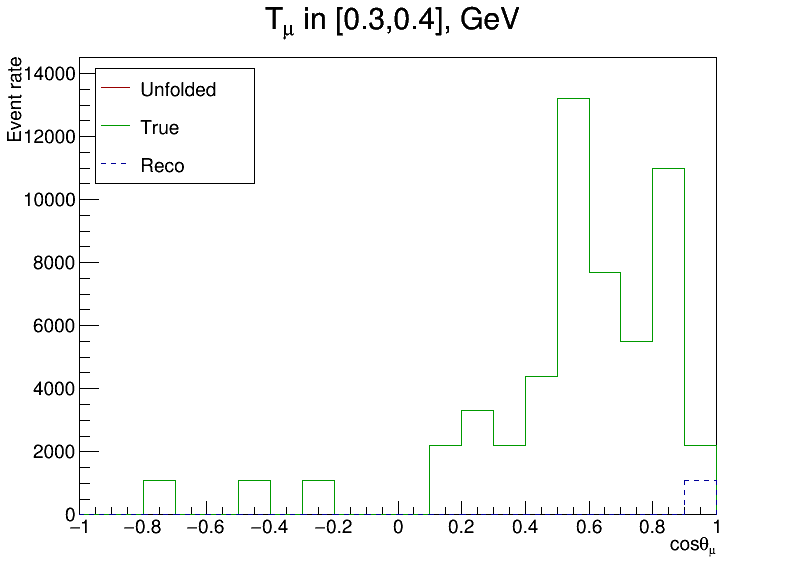 Tμ in [0.3,0.4], GeV
Event rate
14000
12000
10000
8000
6000
4000
2000
0
Unfolded
True
Reco
−1 −0.8 −0.6 −0.4 −0.2 0 0.2 0.4 0.6 0.8 1
cosθμ